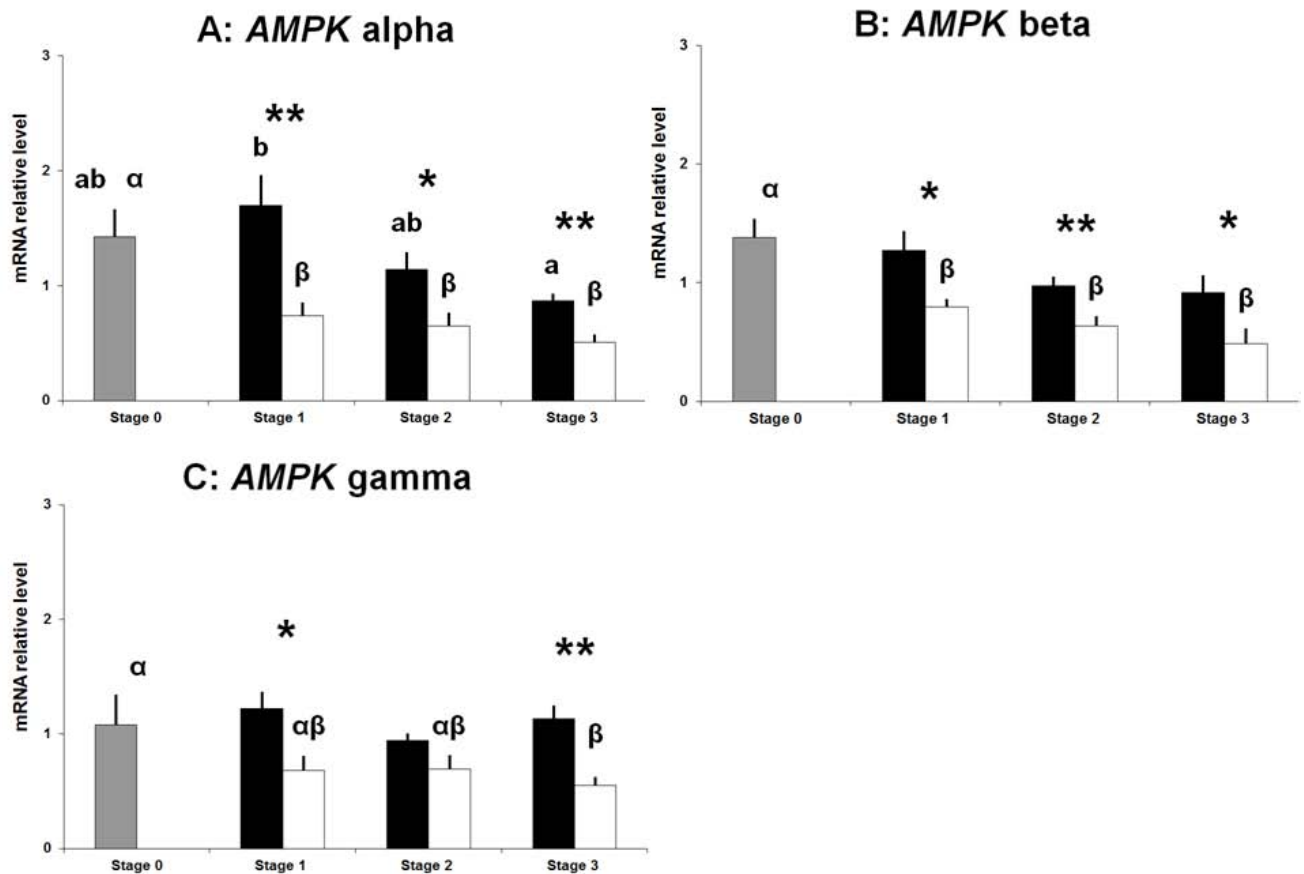 A: AMPK alpha
mRNA relative level
3
2
1
0
ab α
**
b
β
*
ab
β
**
a
β
Stage 0 Stage 1 Stage 2 Stage 3
B: AMPK beta
mRNA relative level
3
2
1
0
α
*
β
**
β
*
β
Stage 0 Stage 1 Stage 2 Stage 3
C: AMPK gamma
mRNA relative level
3
2
1
0
α
*
αβ
αβ
**
β
Stage 0 Stage 1 Stage 2 Stage 3